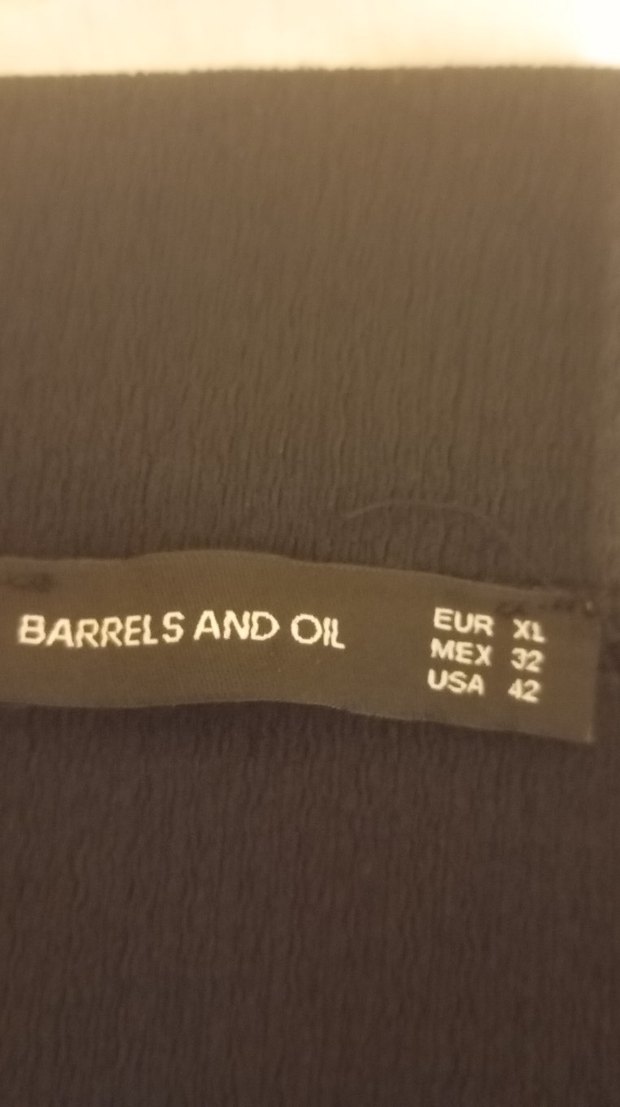 BARRELS AND OIL
EUR XL
MEX 32
USA 42